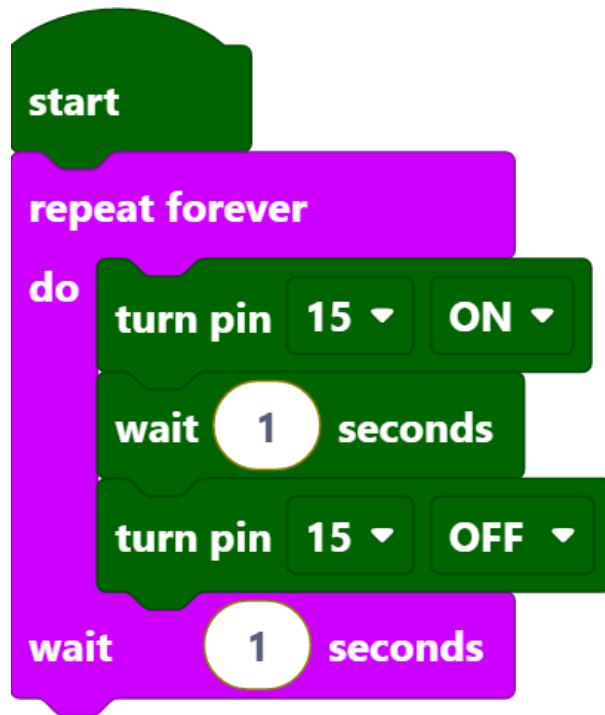 start
repeat forever
do
turn pin 15 ON
wait 1 seconds
turn pin 15 OFF
wait 1 seconds